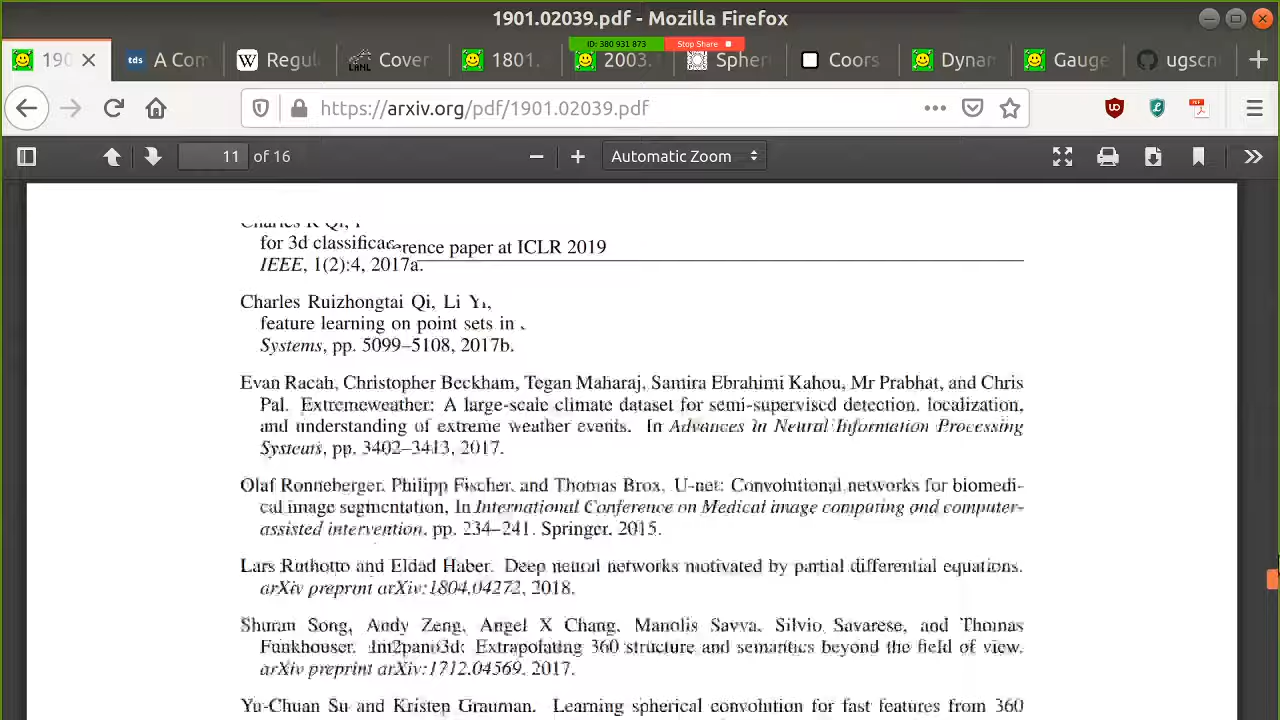 1901.02039.pdf - Mozilla Firefox
190
tds A Com
W Regul
LANL Cover
1801.
2003.
Spher
Coors
Dynam
Gauge
ugscn
ID: 380 931 873
Stop Share
https://arxiv.org/pdf/1901.02039.pdf
11 of 16
Automatic Zoom
for 3d classificac
erence paper at ICLR 2019
IEEE, 1(2):4, 2017a.
Charles Ruizhongtai Qi, Li Yi,
feature learning on point sets in
Systems, pp. 5099–5108, 2017b.
Evan Racah, Christopher Beckham, Tegan Maharaj, Samira Ebrahimi Kahou, Mr Prabhat, and Chris
Pal. Extremeweather: A large-scale climate dataset for semi-supervised detection, localization,
and understanding of extreme weather events. In Advances in Neural Information Processing
Systems, pp. 3402–3413, 2017.
Olaf Ronneberger, Philipp Fischer, and Thomas Brox. U-net: Convolutional networks for biomedi-
cal image segmentation. In International Conference on Medical image computing and computer-
assisted intervention, pp. 234–241. Springer, 2015.
Lars Ruthotto and Eldad Haber. Deep neural networks motivated by partial differential equations.
arXiv preprint arXiv:1804.04272, 2018.
Shuran Song, Andy Zeng, Angel X Chang, Manolis Savva, Silvio Savarese, and Thomas
Funkhouser. Im2pano3d: Extrapolating 360 structure and semantics beyond the field of view.
arXiv preprint arXiv:1712.04569, 2017.
Yu-Chuan Su and Kristen Grauman. Learning spherical convolution for fast features from 360